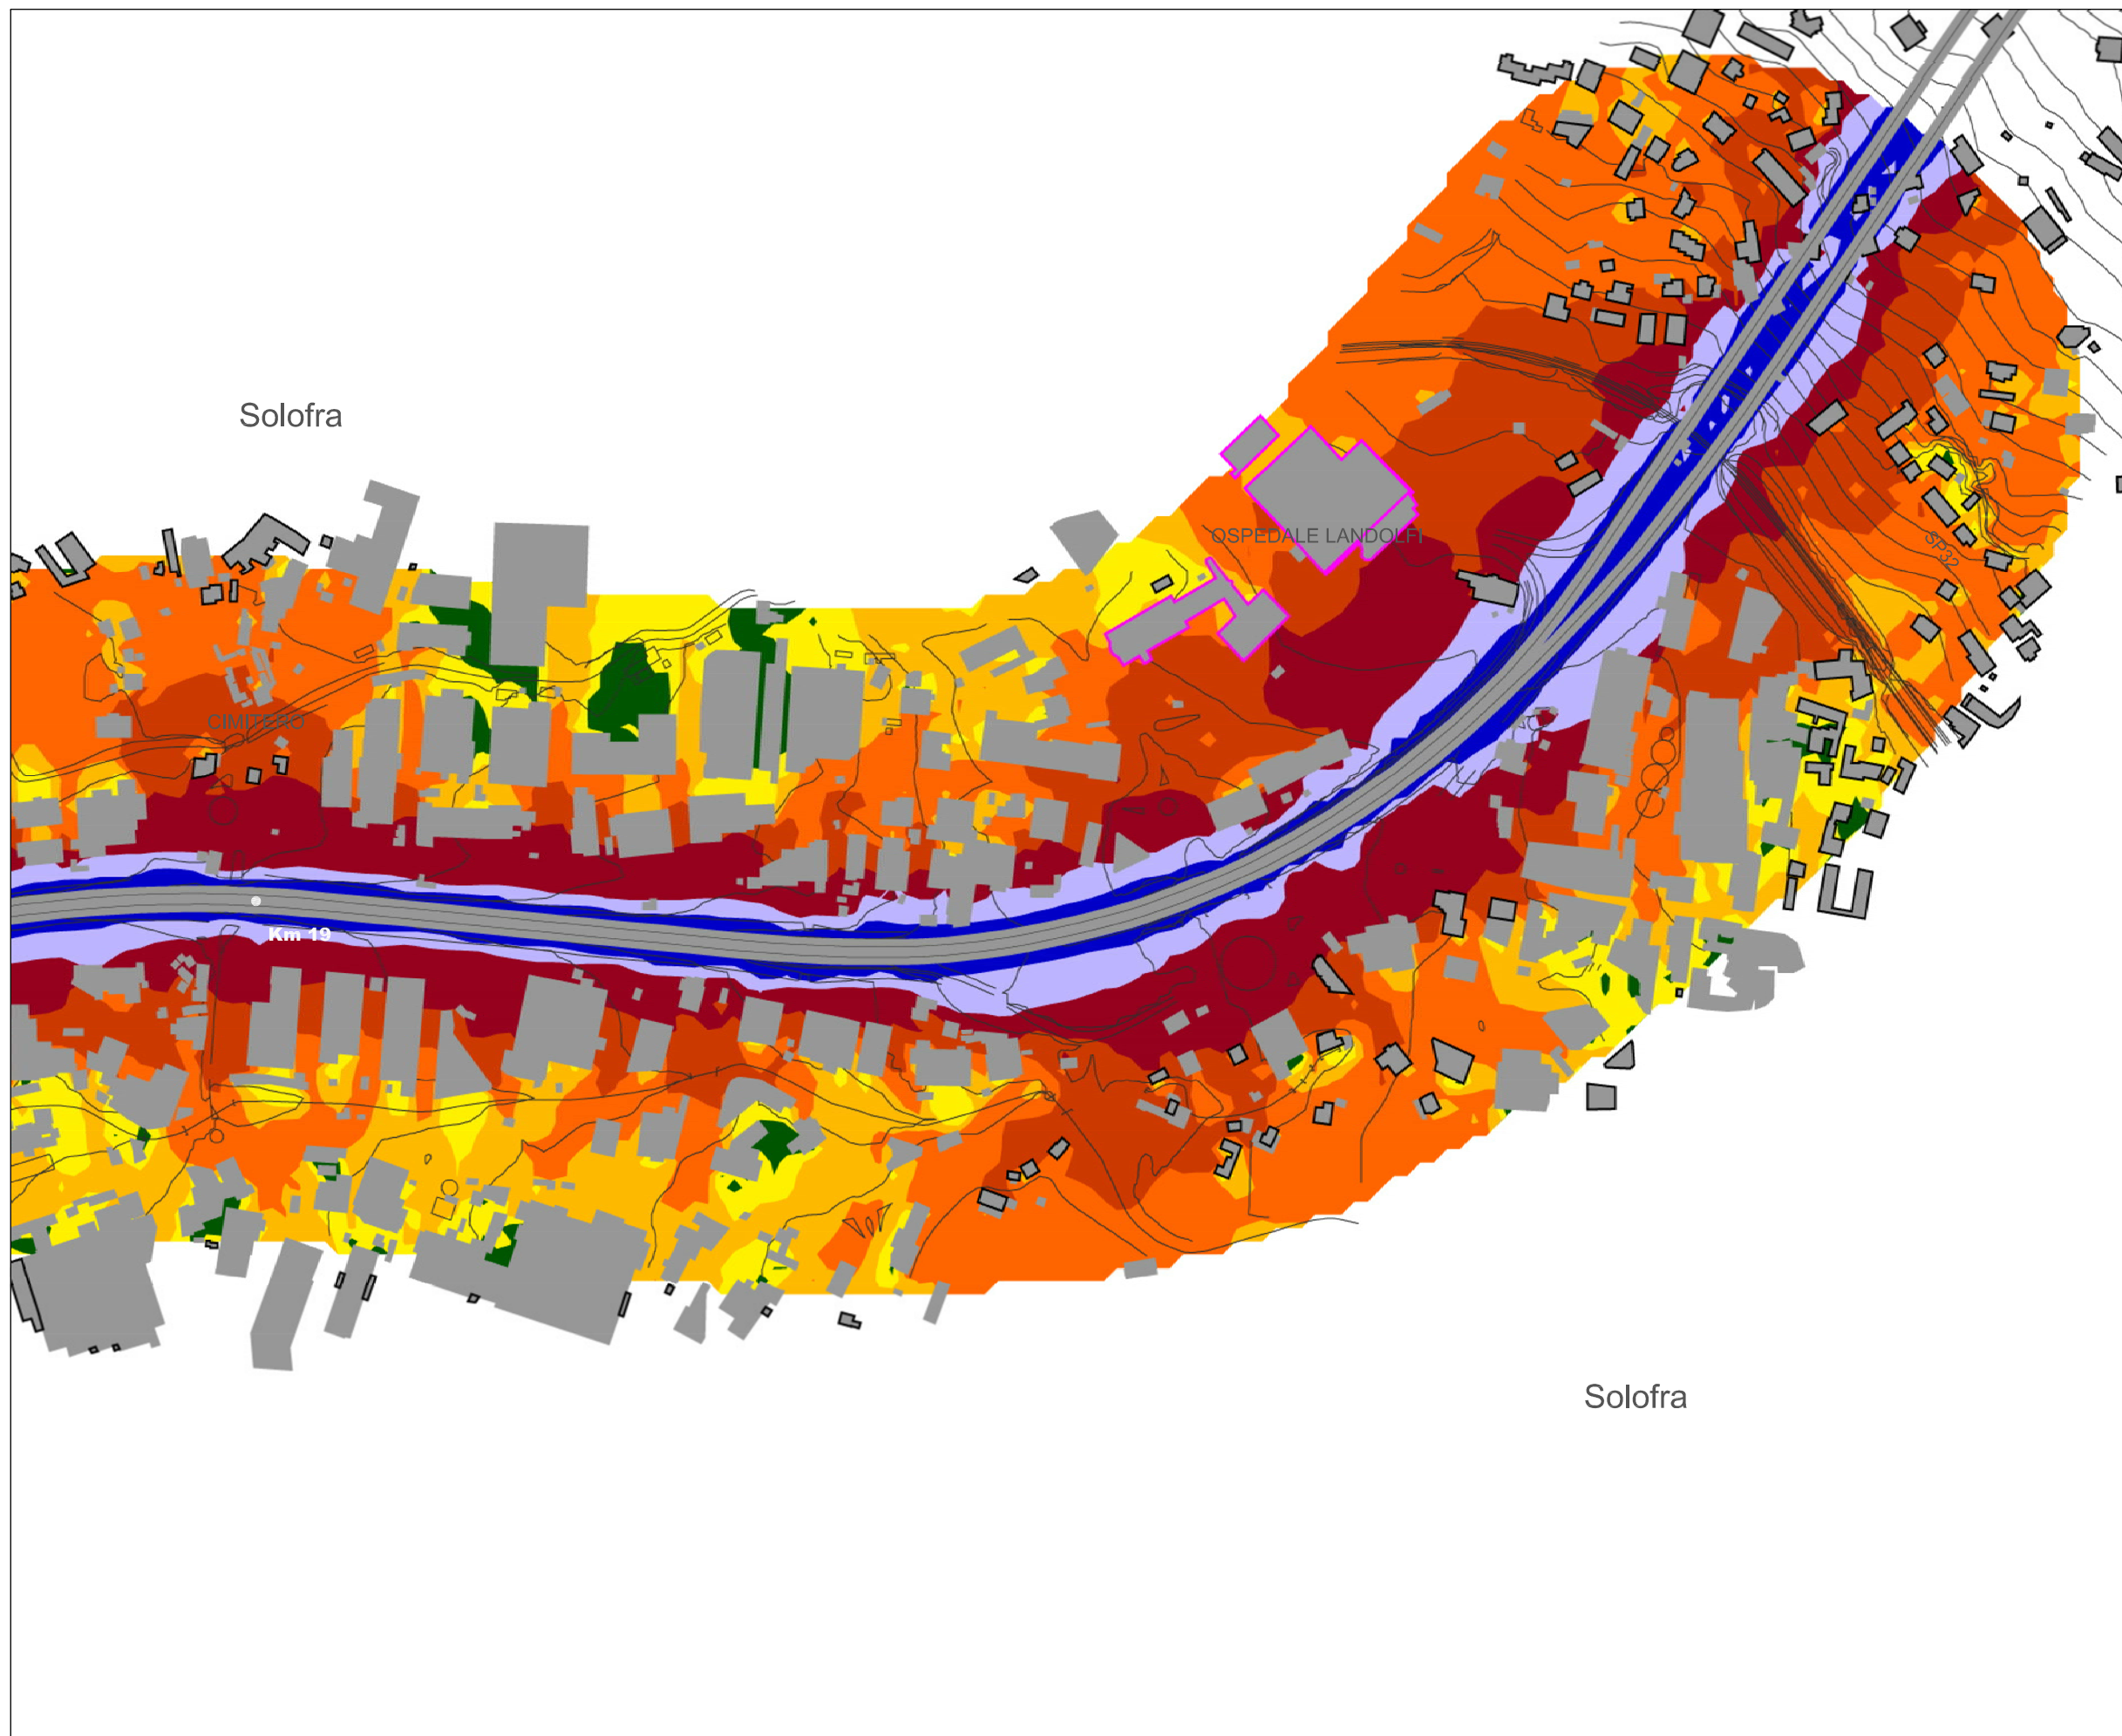 Solofra
OSPEDALE LANDOLFI
SP32
CIMITERO
Km 19
Solofra